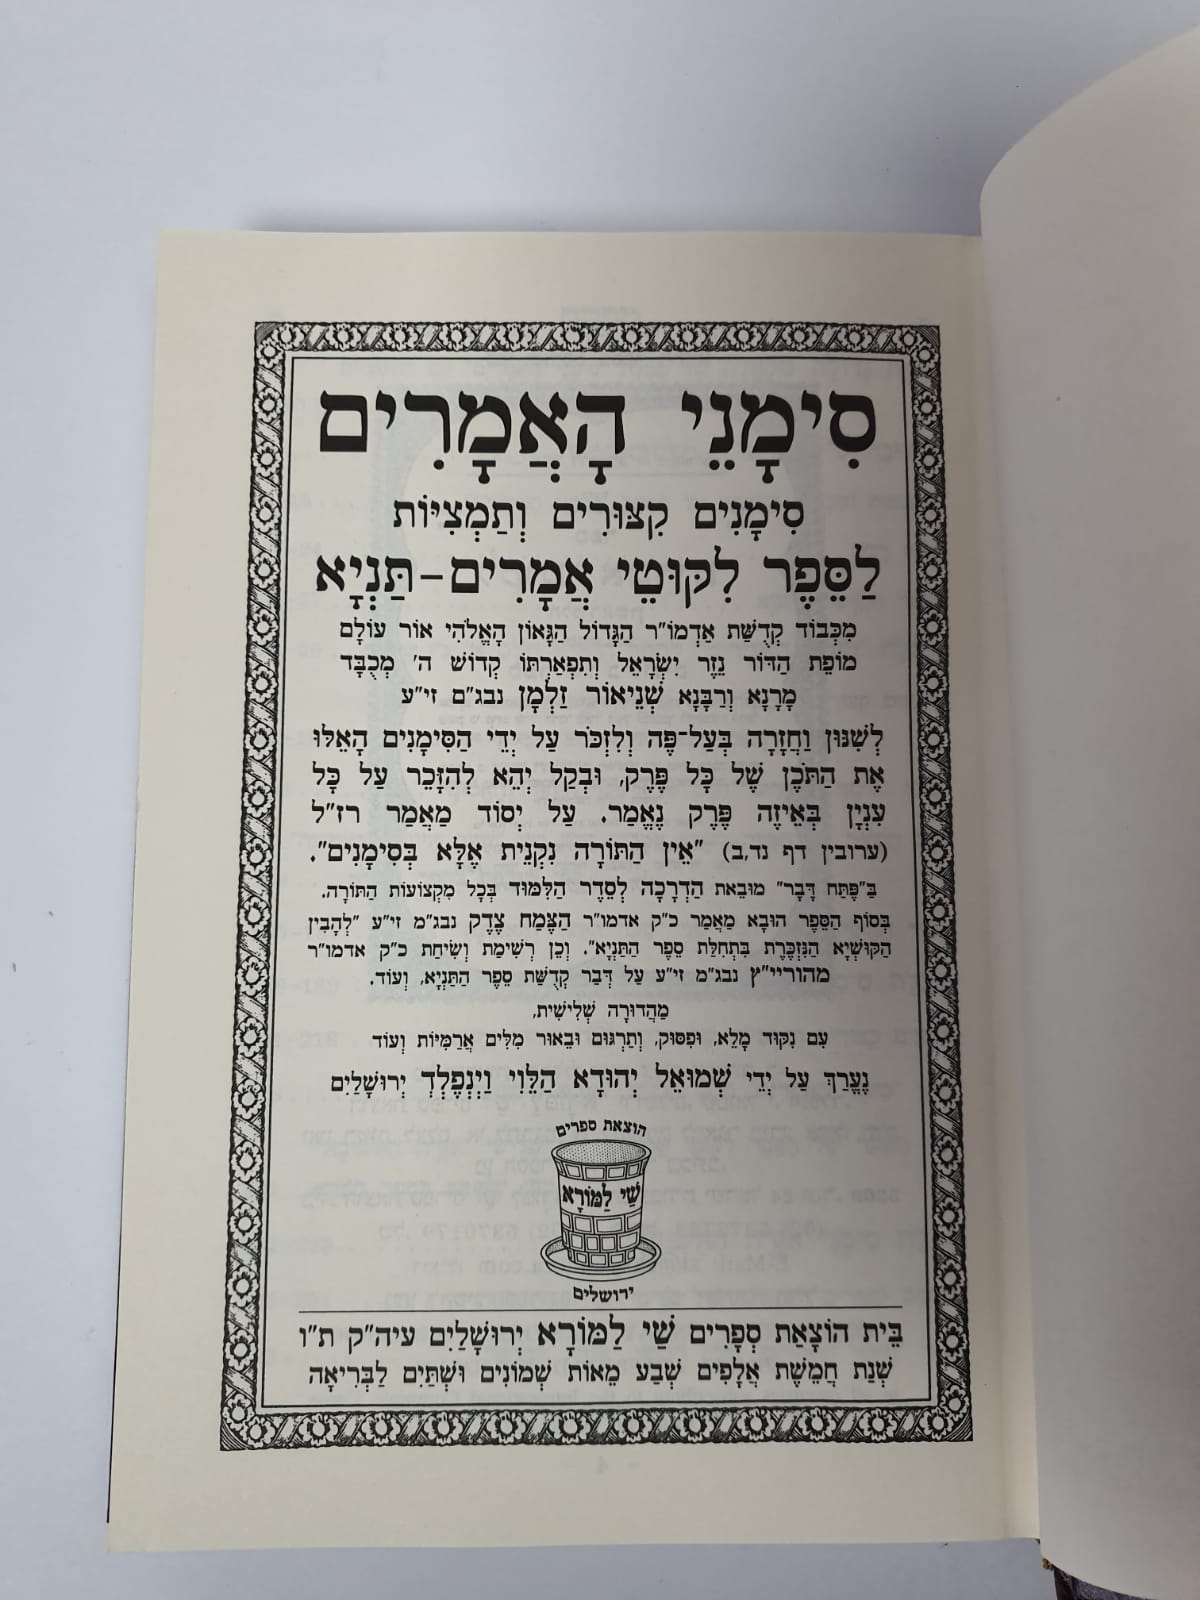 סִימָנֵי הָאֲמָרִים
סִימָנִים קִצּוּרִים וְתַמְצִיּוֹת
לַסֵּפֶר לִקּוּטֵי אֲמָרִים-תַּנְיָא
מִכְּבוֹד קְדֻשַּׁת אַדְמוֹ"ר הַגָּדוֹל הַגָּאוֹן הָאֱלֹהִי אוֹר עוֹלָם
מוֹפֵת הַדּוֹר נֵזֶר יִשְׂרָאֵל וְתִפְאַרְתּוֹ קְדוֹשׁ ה' מְכֻבָּד
מָרָנָא וְרַבָּנָא שְׁנֵיאוֹר זַלְמָן נבג"ם זי"ע
לְשִׁנּוּן וַחֲזָרָה בְּעַל־פֶּה וְלִזְכֹּר עַל יְדֵי הַסִּימָנִים הָאֵלּוּ
אֶת הַתֹּכֶן שֶׁל כָּל פֶּרֶק, וּבְקַל יְהֵא לְהִזָּכֵר עַל כָּל
עִנְיָן בְּאֵיזֶה פֶּרֶק נֶאֱמַר. עַל יְסוֹד מַאֲמַר רז"ל
(ערובין דף נד,ב) "אֵין הַתּוֹרָה נִקְנֵית אֶלָּא בְּסִימָנִים".
בַּ"פֶּתַח דָּבָר" מוּבֵאת הַדְרָכָה לְסֵדֶר הַלִּמּוּד בְּכָל מִקְצוֹעוֹת הַתּוֹרָה.
בְּסוֹף הַסֵּפֶר הוּבָא מַאֲמַר כ"ק אדמו"ר הַצֶּמַח צֶדֶק נבג"מ זי"ע "לְהָבִין
הַקּוּשְׁיָא הַנִּזְכֶּרֶת בִּתְחִלַּת סֵפֶר הַתַּנְיָא". וְכֵן רְשִׁימַת וְשִׂיחַת כ"ק אדמו"ר
מהוריי"ץ נבג"מ זי"ע עַל דְּבַר קְדֻשַּׁת סֵפֶר הַתַּנְיָא, וְעוֹד.
מַהֲדוּרָה שְׁלִישִׁית,
עִם נִקּוּד מָלֵא, וּפִסּוּק, וְתַרְגּוּם וּבֵאוּר מִלִּים אֲרַמִּיּוֹת וְעוֹד
נֶעֱרַךְ עַל יְדֵי שְׁמוּאֵל יְהוּדָא הַלֵּוִי וַיְנְפֶלְד יְרוּשָׁלַיִם
הוצאת ספרים
שַׁי לַמּוֹרָא
ירושלים
בֵּית הוֹצָאַת סְפָרִים שַׁי לַמּוֹרָא יְרוּשָׁלַיִם עיה"ק ת"ו
שְׁנַת חֲמֵשֶׁת אֲלָפִים שְׁבַע מֵאוֹת שְׁמוֹנִים וּשְׁתַּיִם לַבְּרִיאָה